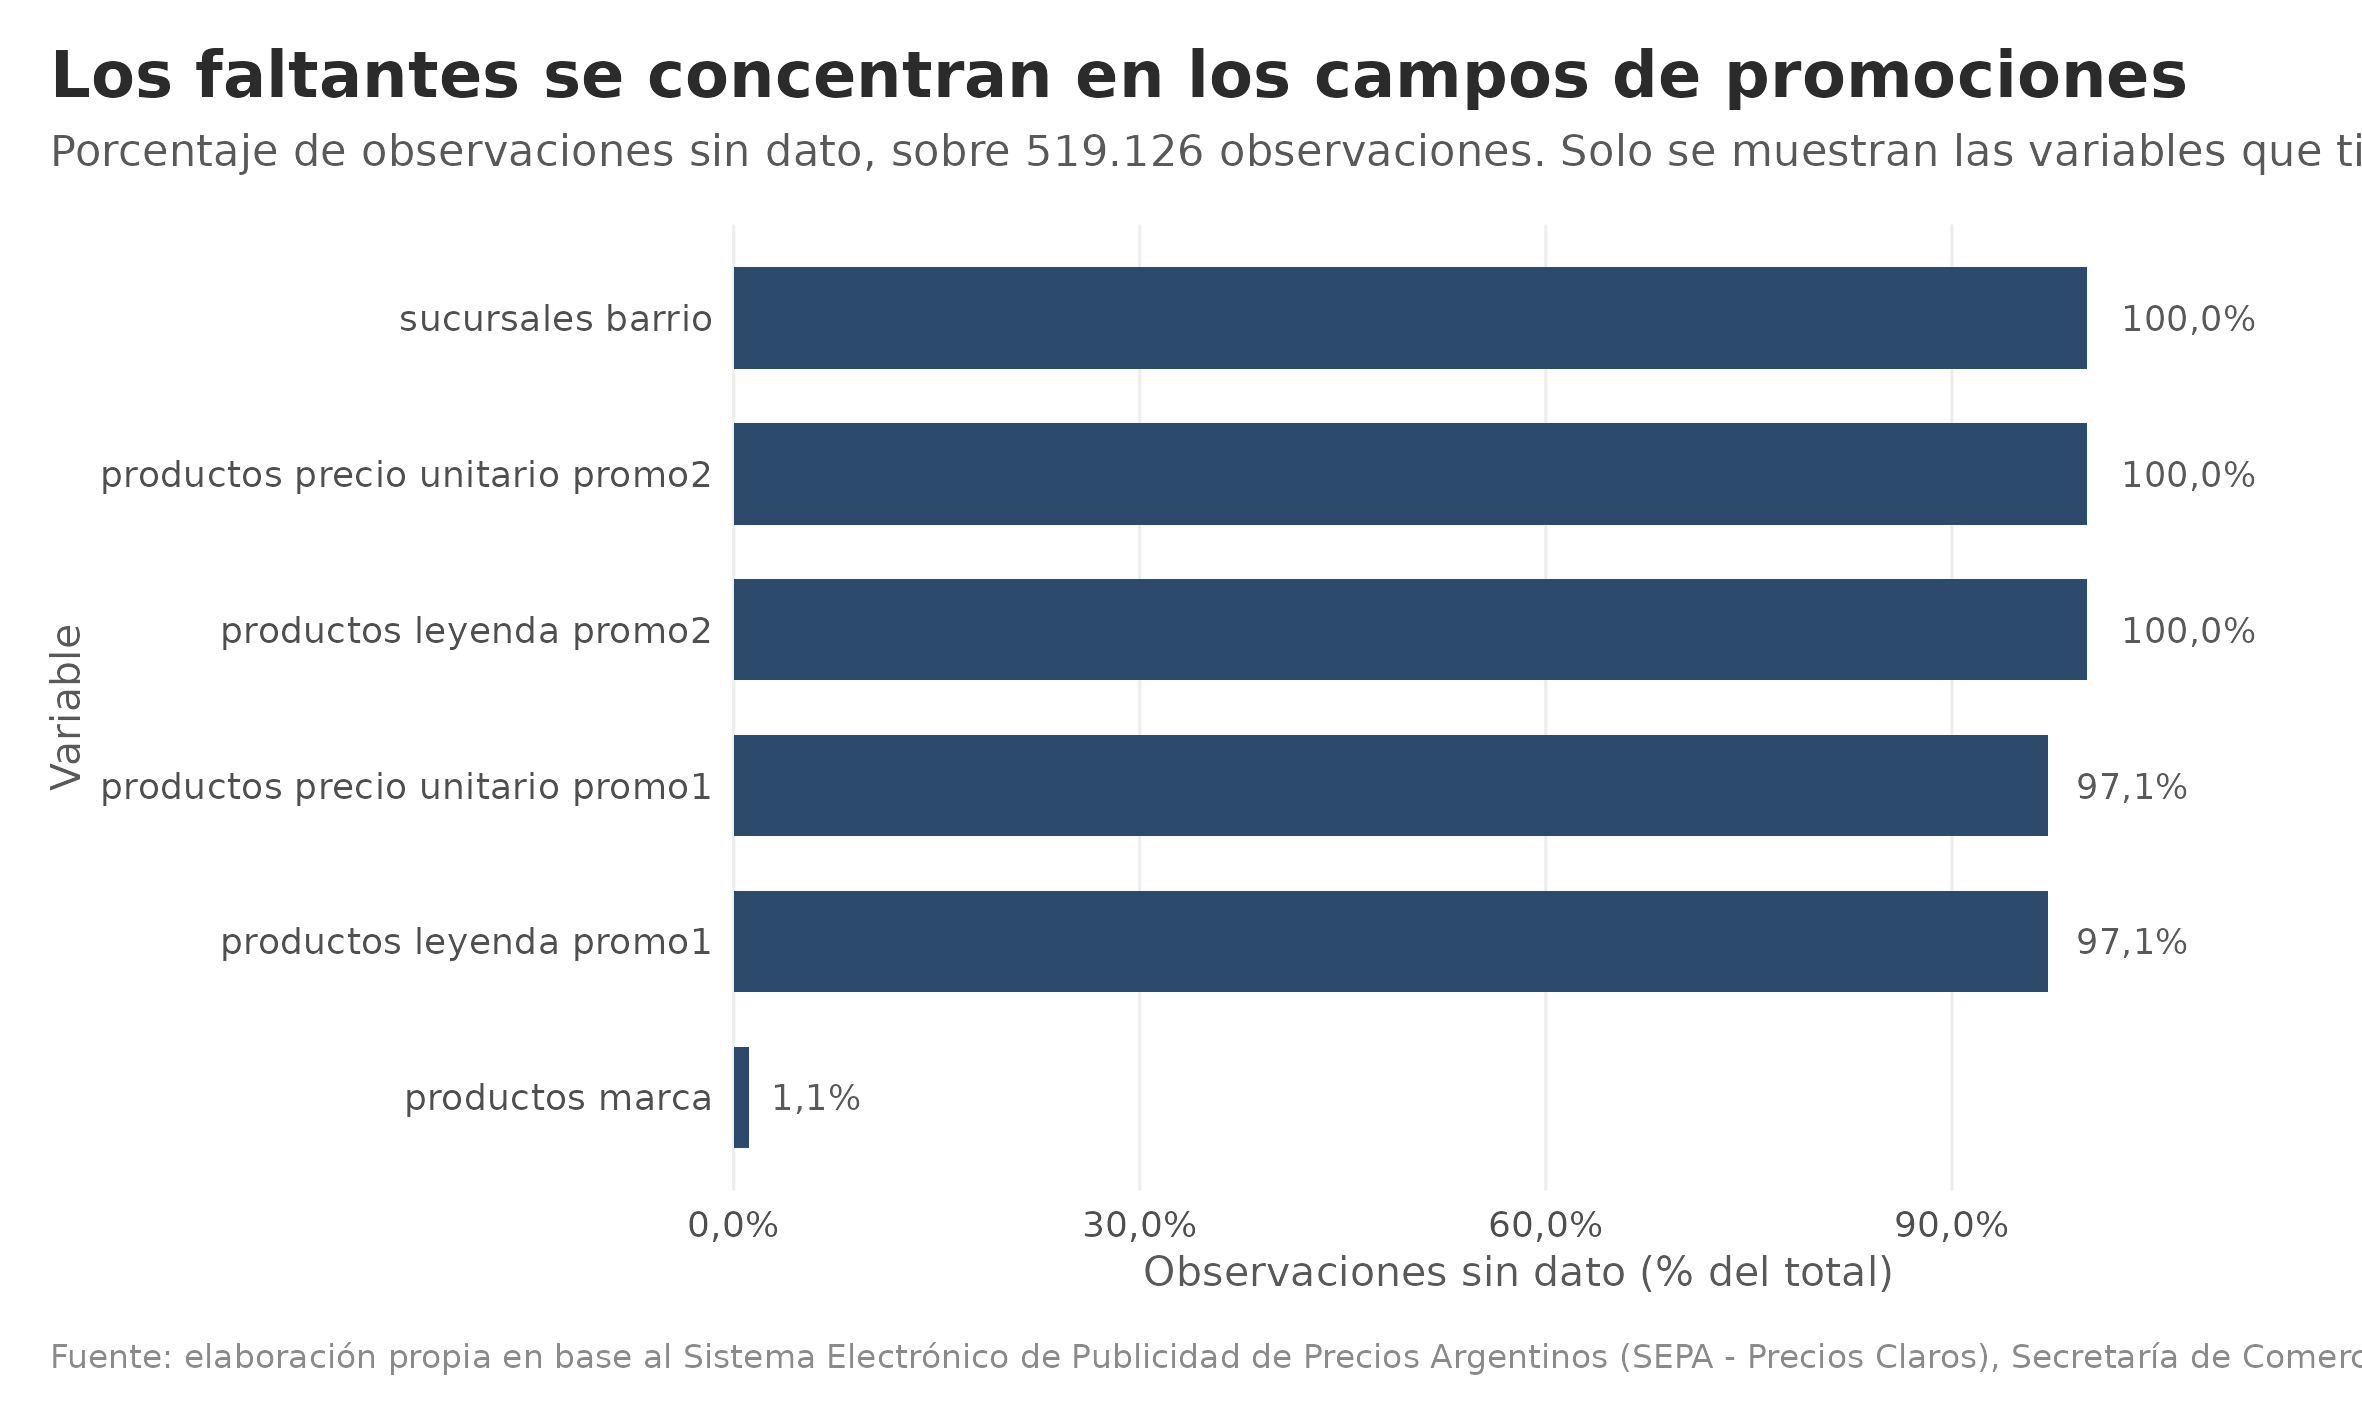 Los faltantes se concentran en los campos de promociones
Porcentaje de observaciones sin dato, sobre 519.126 observaciones. Solo se muestran las variables que ti
sucursales barrio 100,0%
productos precio unitario promo2 100,0%
productos leyenda promo2 100,0%
Variable
productos precio unitario promo1 97,1%
productos leyenda promo1 97,1%
productos marca 1,1%
0,0% 30,0% 60,0% 90,0%
Observaciones sin dato (% del total)
Fuente: elaboración propia en base al Sistema Electrónico de Publicidad de Precios Argentinos (SEPA - Precios Claros), Secretaría de Comerc